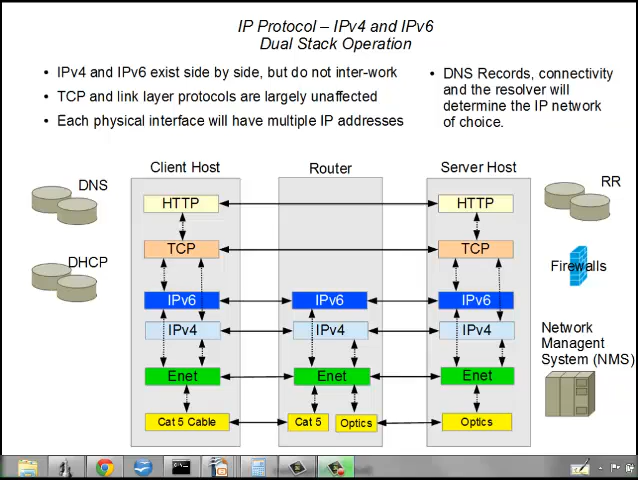 IP Protocol – IPv4 and IPv6
Dual Stack Operation
• IPv4 and IPv6 exist side by side, but do not inter-work
• TCP and link layer protocols are largely unaffected
• Each physical interface will have multiple IP addresses
• DNS Records, connectivity
and the resolver will
determine the IP network
of choice.
Client Host
Router
Server Host
DNS
RR
HTTP
HTTP
TCP
TCP
DHCP
Firewalls
IPv6
IPv6
IPv6
IPv4
IPv4
IPv4
Network
Managent
System (NMS)
Enet
Enet
Enet
Cat 5 Cable
Cat 5
Optics
Optics